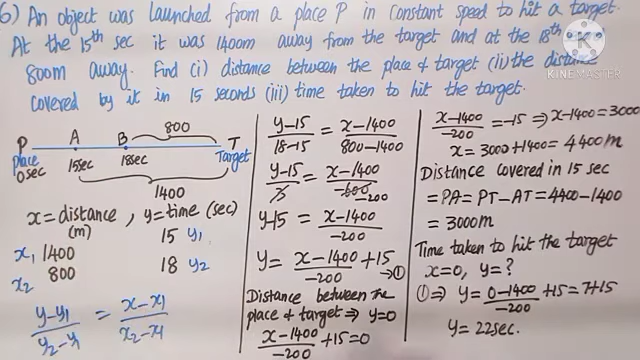 6) An object was launched from a place P in constant speed to hit a target.
At the 15th sec it was 1400m away from the target and at the 18th
800m away. Find (i) distance between the place & target (ii) the distance
covered by it in 15 seconds (iii) time taken to hit the target.
K
KINEMASTER
800
P A B T
Place 15sec 18sec Target
0sec
1400
x = distance , y = time (sec)
(m)
x₁ 1400 15 y₁
x₂ 800 18 y₂
y-y₁/y₂-y₁ = x-x₁/x₂-x₁
y-15/18-15 = x-1400/800-1400
y-15/3 = x-1400/-600 -200
y-15 = x-1400/-200
y = x-1400/-200 + 15 →①
Distance between the
place & target ⇒ y=0
x-1400/-200 + 15 = 0
x-1400/-200 = -15 ⇒ x-1400 = 3000
x = 3000 + 1400 = 4400m
Distance covered in 15 sec
= PA = PT - AT = 4400 - 1400
= 3000m
Time taken to hit the target
x=0, y=?
① ⇒ y = 0-1400/-200 + 15 = 7+15
y = 22sec.